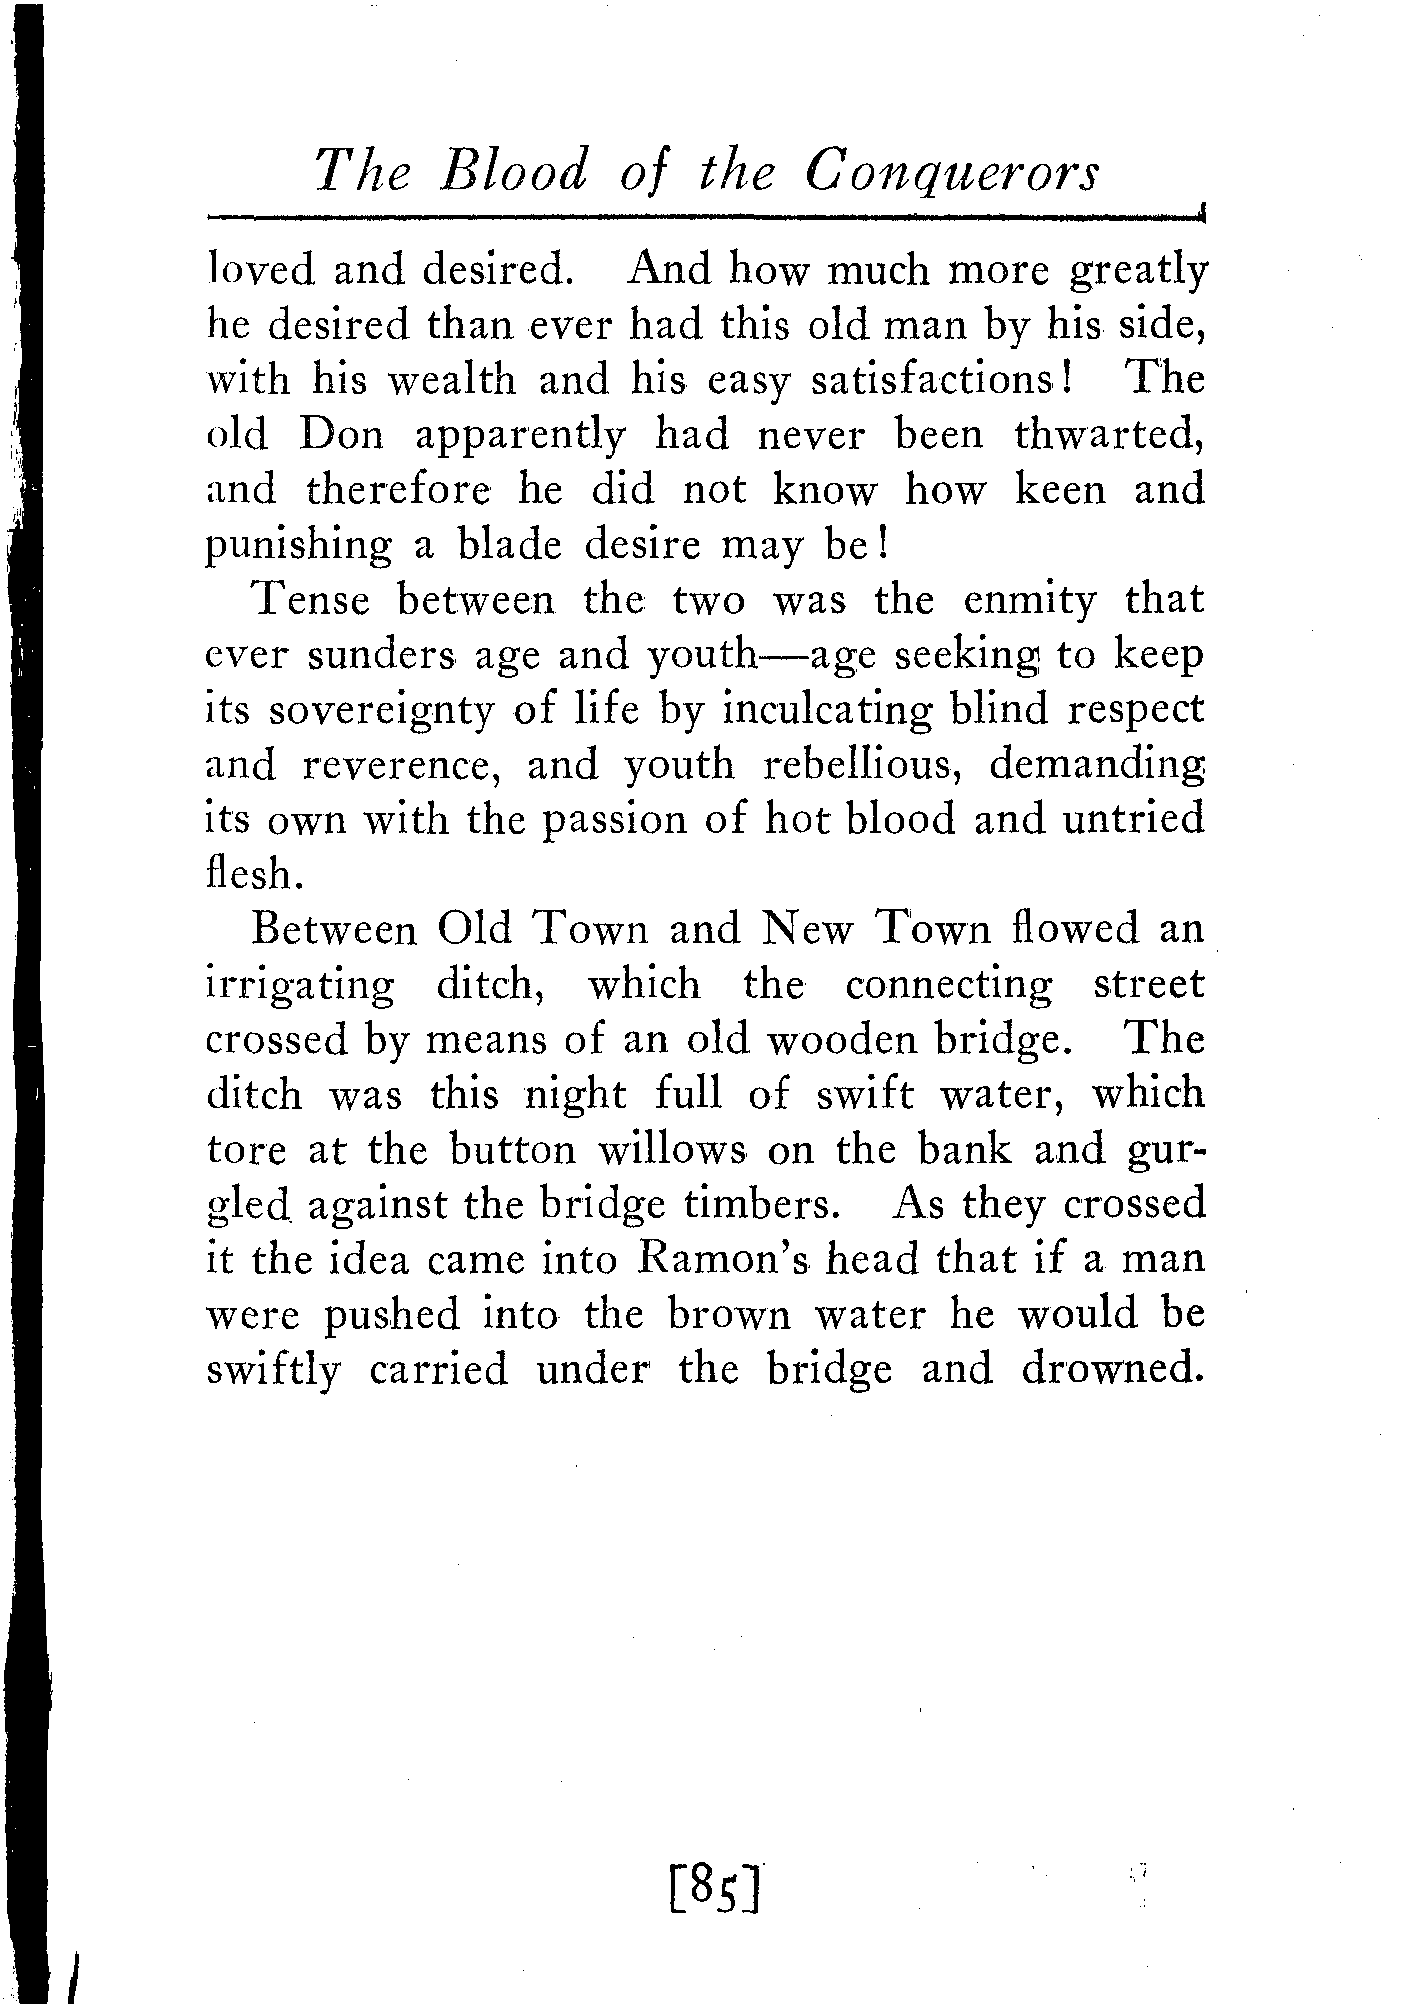 The Blood of the Conquerors
loved and desired. And how much more greatly
he desired than ever had this old man by his side,
with his wealth and his easy satisfactions! The
old Don apparently had never been thwarted,
and therefore he did not know how keen and
punishing a blade desire may be!
Tense between the two was the enmity that
ever sunders age and youth—age seeking to keep
its sovereignty of life by inculcating blind respect
and reverence, and youth rebellious, demanding
its own with the passion of hot blood and untried
flesh.
Between Old Town and New Town flowed an
irrigating ditch, which the connecting street
crossed by means of an old wooden bridge. The
ditch was this night full of swift water, which
tore at the button willows on the bank and gur-
gled against the bridge timbers. As they crossed
it the idea came into Ramon's head that if a man
were pushed into the brown water he would be
swiftly carried under the bridge and drowned.
[85]